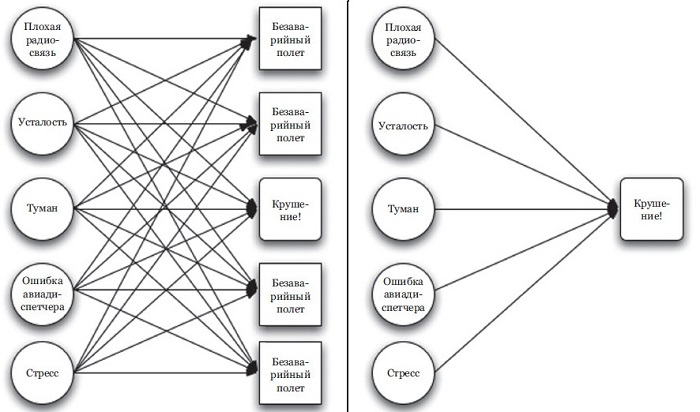 Плохая
радио-
связь
Усталость
Туман
Ошибка
авиади-
спетчера
Стресс
Безава-
рийный
полет
Безава-
рийный
полет
Круше-
ние!
Безава-
рийный
полет
Безава-
рийный
полет
Плохая
радио-
связь
Усталость
Туман
Ошибка
авиади-
спетчера
Стресс
Круше-
ние!